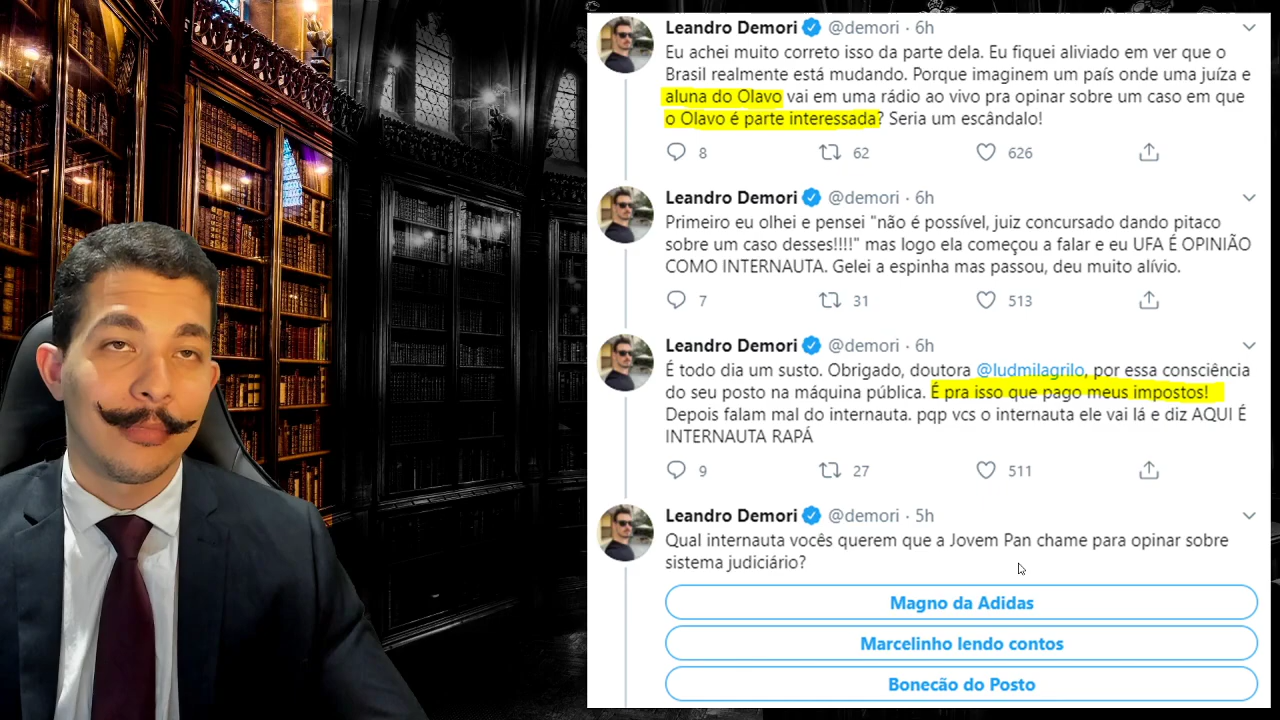 Leandro Demori @demori · 6h
Eu achei muito correto isso da parte dela. Eu fiquei aliviado em ver que o
Brasil realmente está mudando. Porque imaginem um país onde uma juíza e
aluna do Olavo vai em uma rádio ao vivo pra opinar sobre um caso em que
o Olavo é parte interessada? Seria um escândalo!
8 62 626
Leandro Demori @demori · 6h
Primeiro eu olhei e pensei "não é possível, juiz concursado dando pitaco
sobre um caso desses!!!!" mas logo ela começou a falar e eu UFA É OPINIÃO
COMO INTERNAUTA. Gelei a espinha mas passou, deu muito alívio.
7 31 513
Leandro Demori @demori · 6h
É todo dia um susto. Obrigado, doutora @ludmilagrilo, por essa consciência
do seu posto na máquina pública. É pra isso que pago meus impostos!
Depois falam mal do internauta. pqp vcs o internauta ele vai lá e diz AQUI É
INTERNAUTA RAPÁ
9 27 511
Leandro Demori @demori · 5h
Qual internauta vocês querem que a Jovem Pan chame para opinar sobre
sistema judiciário?
Magno da Adidas
Marcelinho lendo contos
Bonecão do Posto